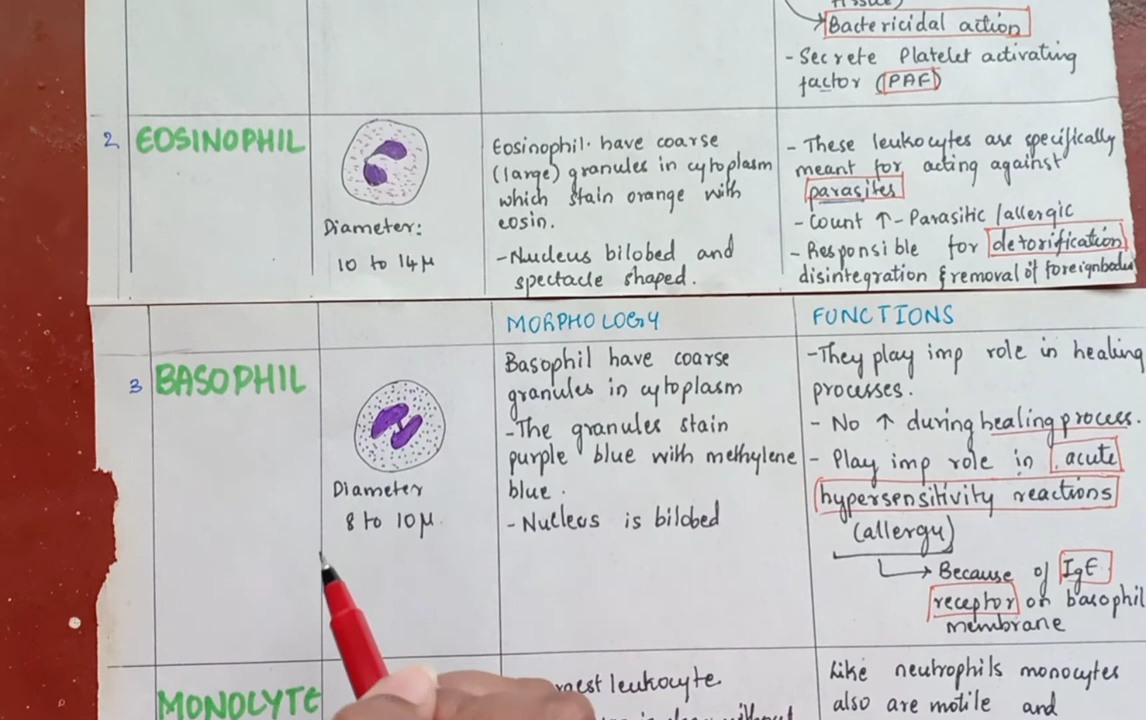 Bactericidal action
- Secrete Platelet activating
factor (PAF)
2 EOSINOPHIL
Diameter:
10 to 14μ
Eosinophil have coarse
(large) granules in cytoplasm
which stain orange with
eosin.
- Nucleus bilobed and
spectacle shaped.
- These leukocytes are specifically
meant for acting against
parasites
- Count ↑ - Parasitic /allergic
- Responsible for detoxification
disintegration & removal of foreignbody
MORPHOLOGY
FUNCTIONS
3 BASOPHIL
Diameter
8 to 10μ
Basophil have coarse
granules in cytoplasm
- The granules stain
purple blue with methylene
blue.
- Nucleus is bilobed
- They play imp role in healing
processes.
- No ↑ during healing process.
- Play imp role in acute
hypersensitivity reactions
(allergy)
→ Because of IgE
receptor on basophil
membrane
MONOLYTE
leukocyte
Like neutrophils monocytes
also are motile and